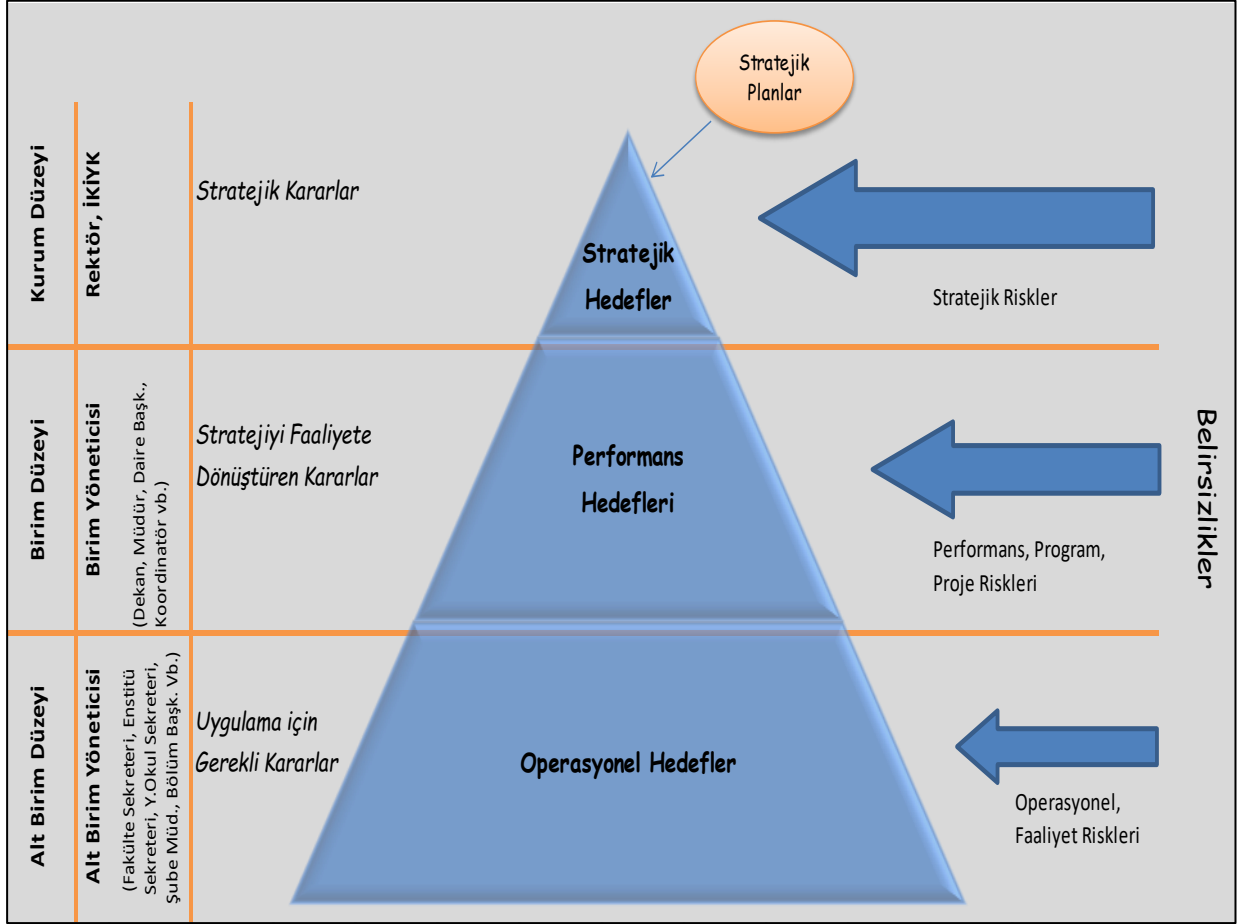 Stratejik
Planlar
Kurum Düzeyi
Rektör, İKİYK
Stratejik Kararlar
Stratejik
Hedefler
Stratejik Riskler
Birim Düzeyi
Birim Yöneticisi
(Dekan, Müdür, Daire Başk.,
Koordinatör vb.)
Stratejiyi Faaliyete
Dönüştüren Kararlar
Performans
Hedefleri
Performans, Program,
Proje Riskleri
Belirsizlikler
Alt Birim Düzeyi
Alt Birim Yöneticisi
(Fakülte Sekreteri, Enstitü
Sekreteri, Y.Okul Sekreteri,
Şube Müd., Bölüm Başk. Vb.)
Uygulama için
Gerekli Kararlar
Operasyonel Hedefler
Operasyonel,
Faaliyet Riskleri